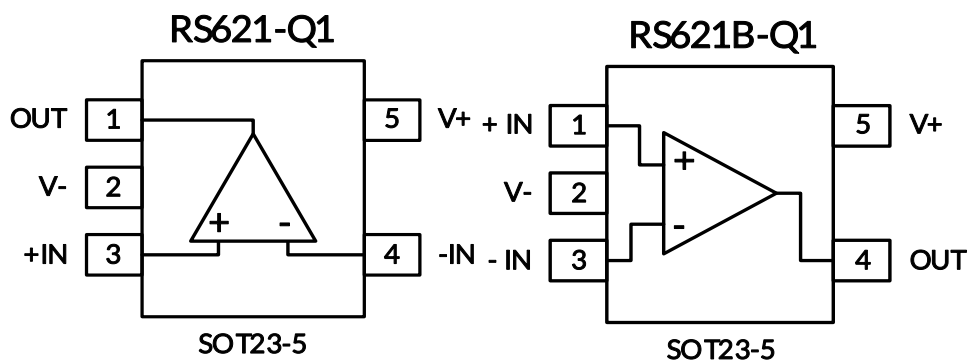 RS621-Q1
OUT 1 5 V+
V- 2
+IN 3 4 -IN
+ -
SOT23-5
RS621B-Q1
+ IN 1 5 V+
V- 2
- IN 3 4 OUT
+
-
SOT23-5